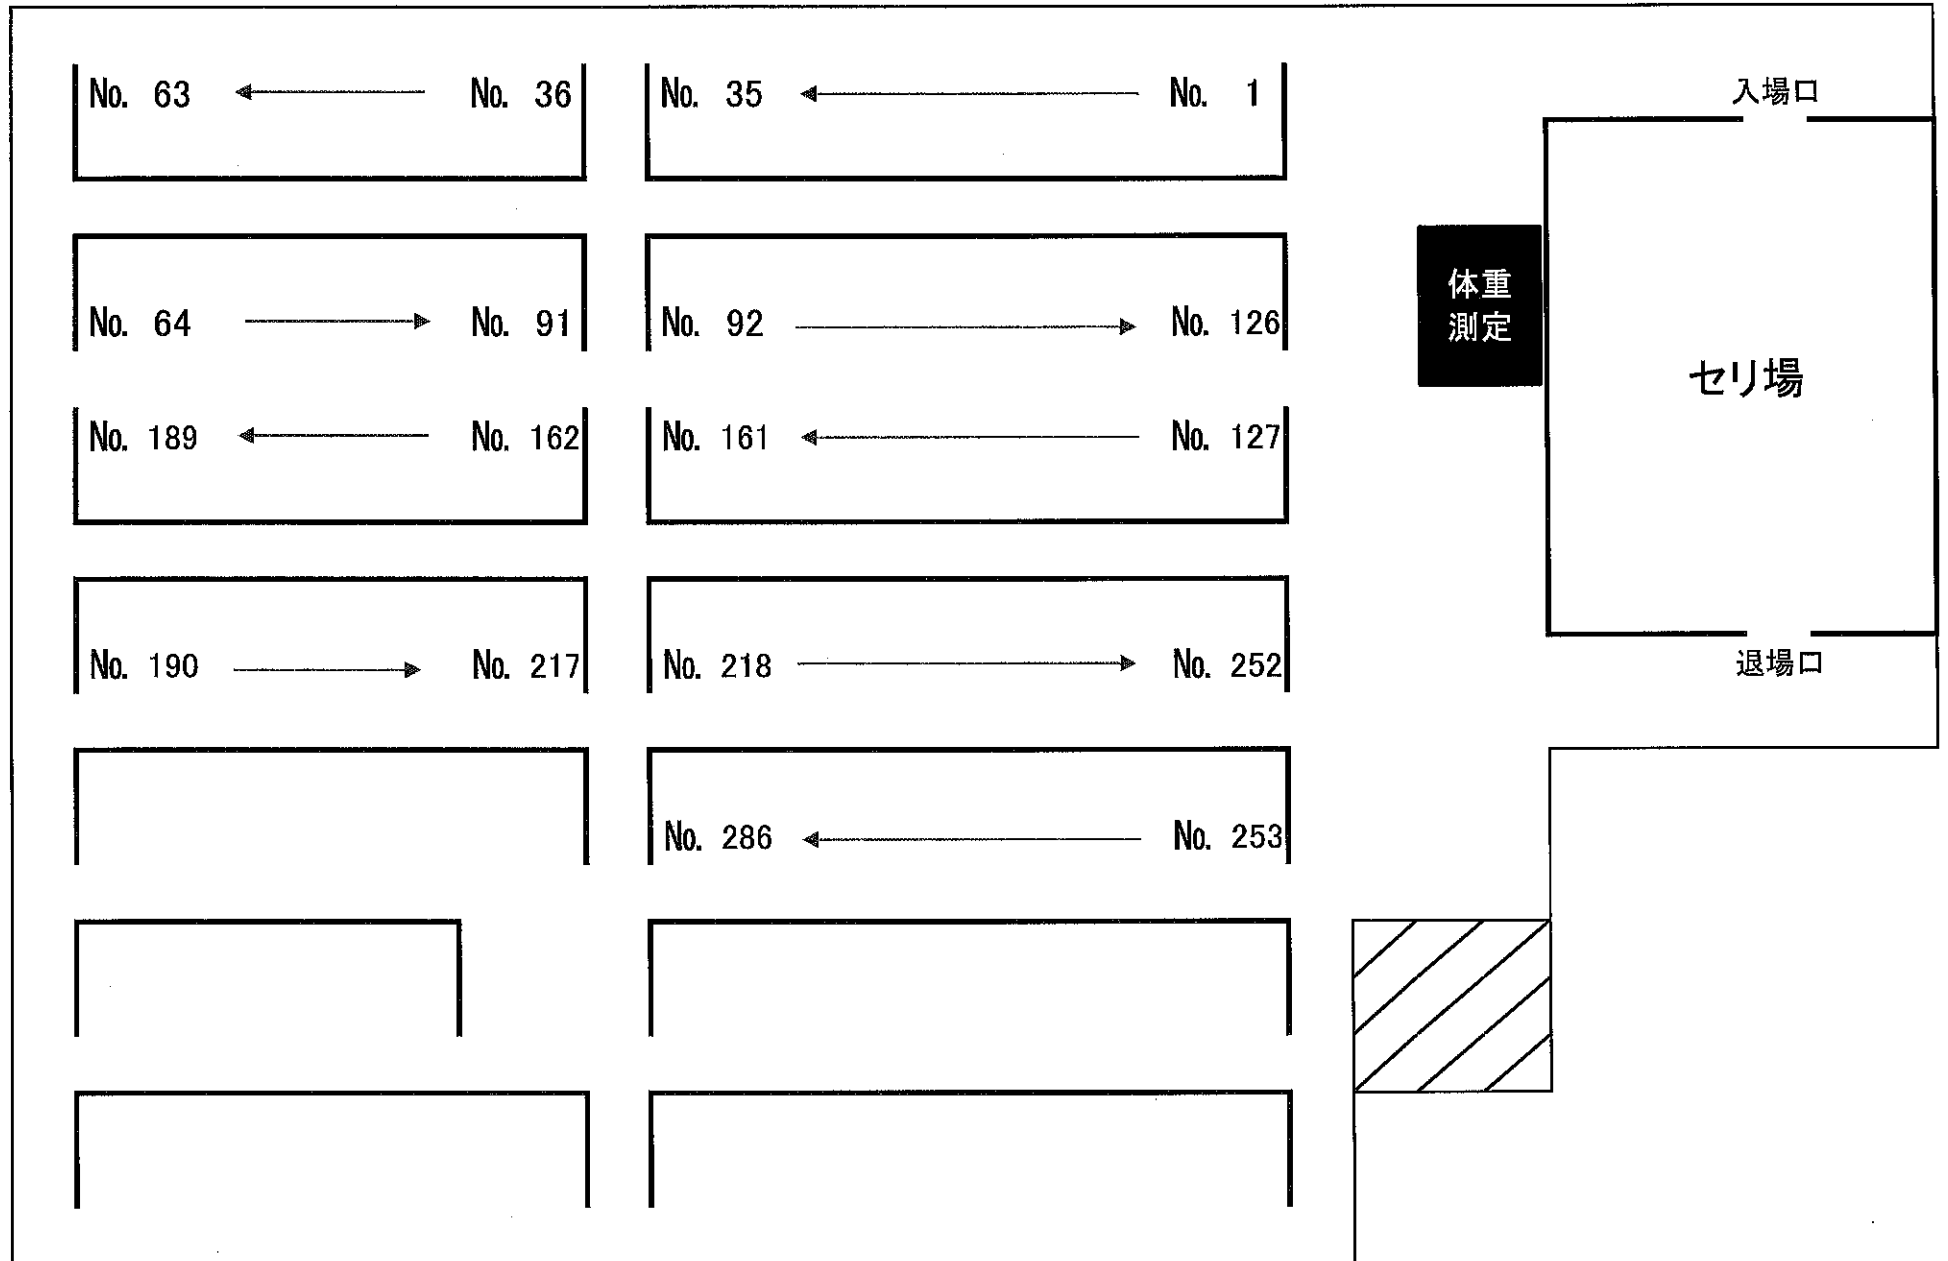 No. 63 ← No. 36 No. 35 ← No. 1
入場口
体重
測定
No. 64 → No. 91 No. 92 → No. 126
セリ場
No. 189 ← No. 162 No. 161 ← No. 127
No. 190 → No. 217 No. 218 → No. 252
退場口
No. 286 ← No. 253